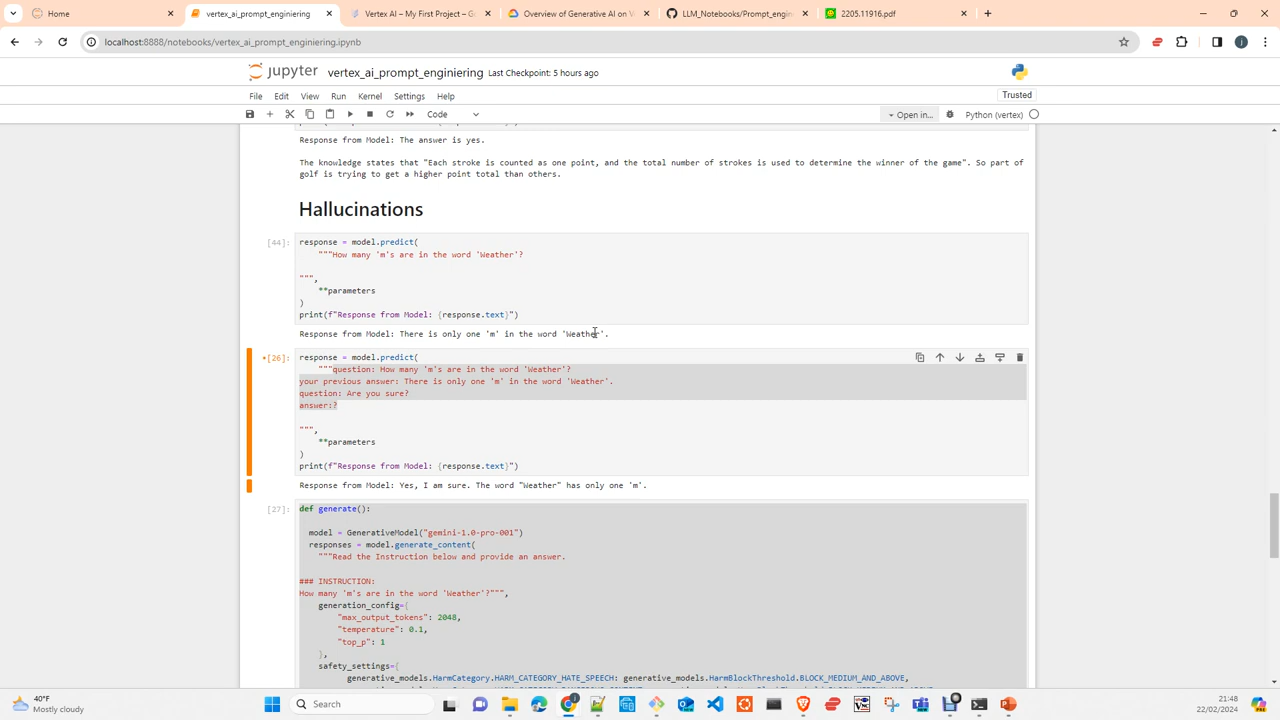 Home
vertex_ai_prompt_enginiering
Vertex AI – My First Project – G
Overview of Generative AI on V
LLM_Notebooks/Prompt_engin
2205.11916.pdf
localhost:8888/notebooks/vertex_ai_prompt_enginiering.ipynb
jupyter vertex_ai_prompt_enginiering Last Checkpoint: 5 hours ago
File Edit View Run Kernel Settings Help
Trusted
Code
Open in...
Python (vertex)
Response from Model: The answer is yes.
The knowledge states that "Each stroke is counted as one point, and the total number of strokes is used to determine the winner of the game". So part of
golf is trying to get a higher point total than others.
Hallucinations
[44]: response = model.predict(
"""How many 'm's are in the word 'Weather'?
""",
**parameters
)
print(f"Response from Model: {response.text}")
Response from Model: There is only one 'm' in the word 'Weather'.
[26]: response = model.predict(
"""question: How many 'm's are in the word 'Weather'?
your previous answer: There is only one 'm' in the word 'Weather'.
question: Are you sure?
answer:?
""",
**parameters
)
print(f"Response from Model: {response.text}")
Response from Model: Yes, I am sure. The word "Weather" has only one 'm'.
[27]: def generate():
model = GenerativeModel("gemini-1.0-pro-001")
responses = model.generate_content(
"""Read the Instruction below and provide an answer.
### INSTRUCTION:
How many 'm's are in the word 'Weather'?""",
generation_config={
"max_output_tokens": 2048,
"temperature": 0.1,
"top_p": 1
},
safety_settings={
generative_models.HarmCategory.HARM_CATEGORY_HATE_SPEECH: generative_models.HarmBlockThreshold.BLOCK_MEDIUM_AND_ABOVE,
40°F
Mostly cloudy
Search
21:48
22/02/2024